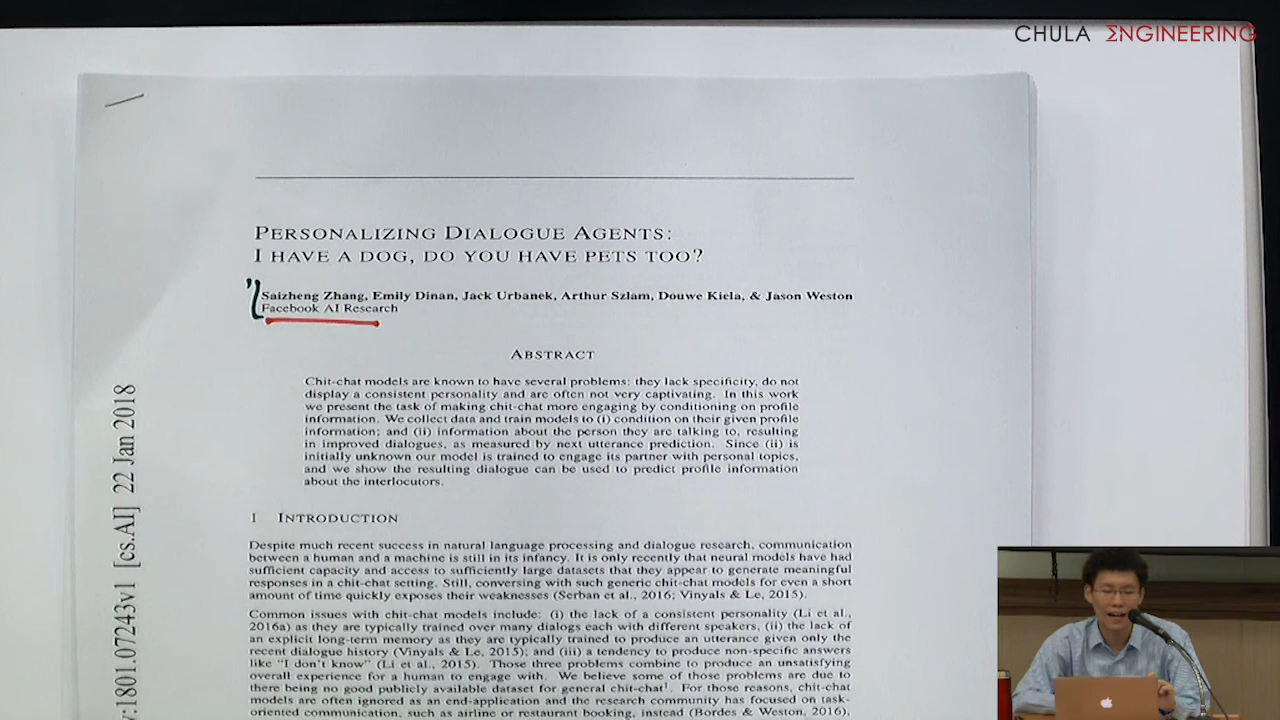 CHULA ΣNGINEERING
PERSONALIZING DIALOGUE AGENTS:
I HAVE A DOG, DO YOU HAVE PETS TOO?
Saizheng Zhang, Emily Dinan, Jack Urbanek, Arthur Szlam, Douwe Kiela, & Jason Weston
Facebook AI Research
ABSTRACT
Chit-chat models are known to have several problems: they lack specificity, do not
display a consistent personality and are often not very captivating. In this work
we present the task of making chit-chat more engaging by conditioning on profile
information. We collect data and train models to (i) condition on their given profile
information; and (ii) information about the person they are talking to, resulting
in improved dialogues, as measured by next utterance prediction. Since (ii) is
initially unknown our model is trained to engage its partner with personal topics,
and we show the resulting dialogue can be used to predict profile information
about the interlocutors.
1 INTRODUCTION
Despite much recent success in natural language processing and dialogue research, communication
between a human and a machine is still in its infancy. It is only recently that neural models have had
sufficient capacity and access to sufficiently large datasets that they appear to generate meaningful
responses in a chit-chat setting. Still, conversing with such generic chit-chat models for even a short
amount of time quickly exposes their weaknesses (Serban et al., 2016; Vinyals & Le, 2015).
Common issues with chit-chat models include: (i) the lack of a consistent personality (Li et al.,
2016a) as they are typically trained over many dialogs each with different speakers, (ii) the lack of
an explicit long-term memory as they are typically trained to produce an utterance given only the
recent dialogue history (Vinyals & Le, 2015); and (iii) a tendency to produce non-specific answers
like "I don't know" (Li et al., 2015). Those three problems combine to produce an unsatisfying
overall experience for a human to engage with. We believe some of those problems are due to
there being no good publicly available dataset for general chit-chat¹. For those reasons, chit-chat
models are often ignored as an end-application and the research community has focused on task-
oriented communication, such as airline or restaurant booking, instead (Bordes & Weston, 2016),
v:1801.07243v1 [cs.AI] 22 Jan 2018